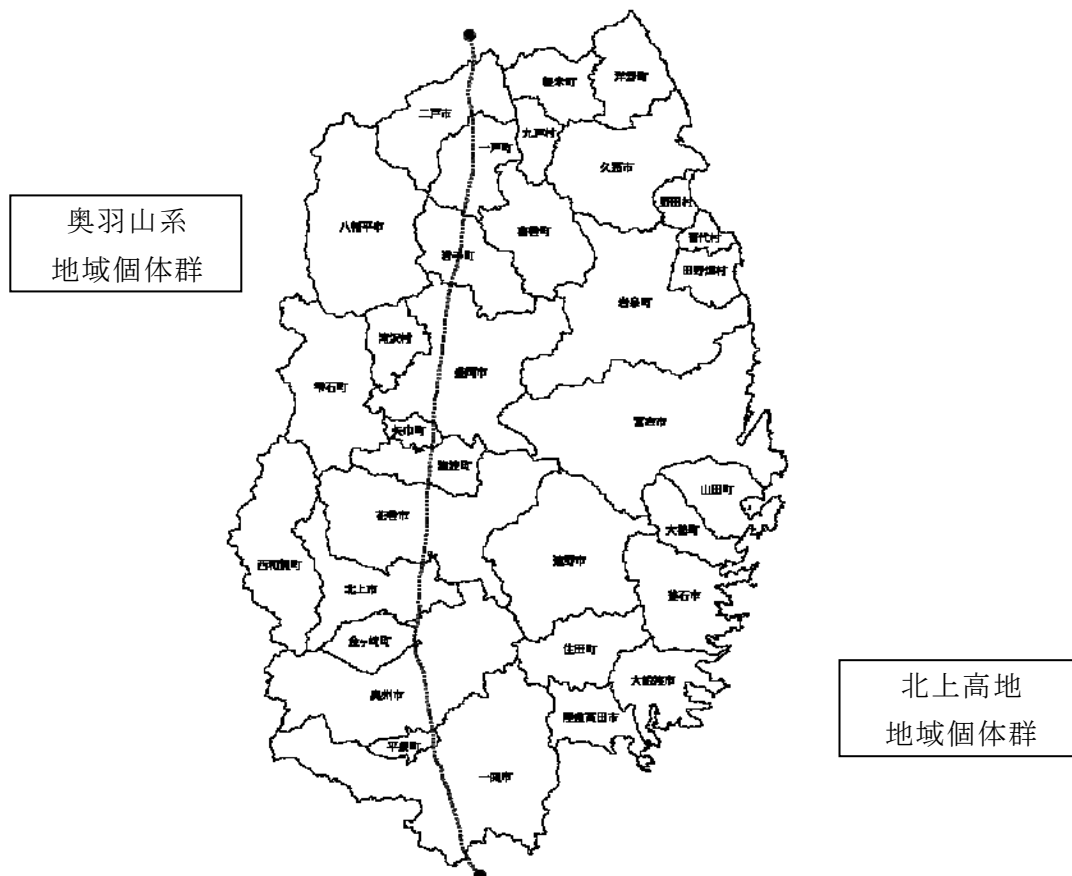 軽米町
洋野町
二戸市
一戸町
九戸村
久慈市
野田村
普代村
田野畑村
奥羽山系
地域個体群
八幡平市
岩手町
葛巻町
岩泉町
滝沢村
雫石町
盛岡市
宮古市
矢巾町
紫波町
山田町
大槌町
花巻市
遠野市
釜石市
西和賀町
北上市
金ヶ崎町
住田町
大船渡市
奥州市
陸前高田市
平泉町
一関市
北上高地
地域個体群